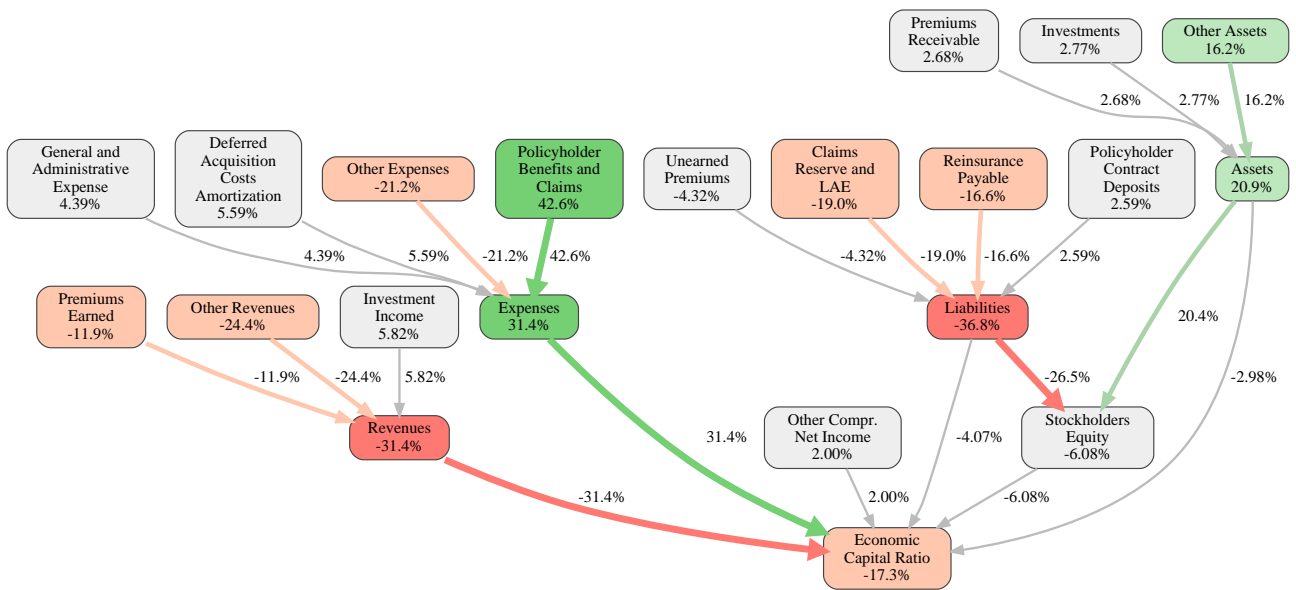 Premiums
Receivable
2.68%
Investments
2.77%
Other Assets
16.2%
2.68%
2.77%
16.2%
General and
Administrative
Expense
4.39%
Deferred
Acquisition
Costs
Amortization
5.59%
Other Expenses
-21.2%
Policyholder
Benefits and
Claims
42.6%
Unearned
Premiums
-4.32%
Claims
Reserve and
LAE
-19.0%
Reinsurance
Payable
-16.6%
Policyholder
Contract
Deposits
2.59%
Assets
20.9%
4.39%
5.59%
-21.2%
42.6%
-4.32%
-19.0%
-16.6%
2.59%
Premiums
Earned
-11.9%
Other Revenues
-24.4%
Investment
Income
5.82%
Expenses
31.4%
Liabilities
-36.8%
20.4%
-11.9%
-24.4%
5.82%
-26.5%
-2.98%
Revenues
-31.4%
31.4%
Other Compr.
Net Income
2.00%
-4.07%
Stockholders
Equity
-6.08%
-31.4%
2.00%
-6.08%
Economic
Capital Ratio
-17.3%